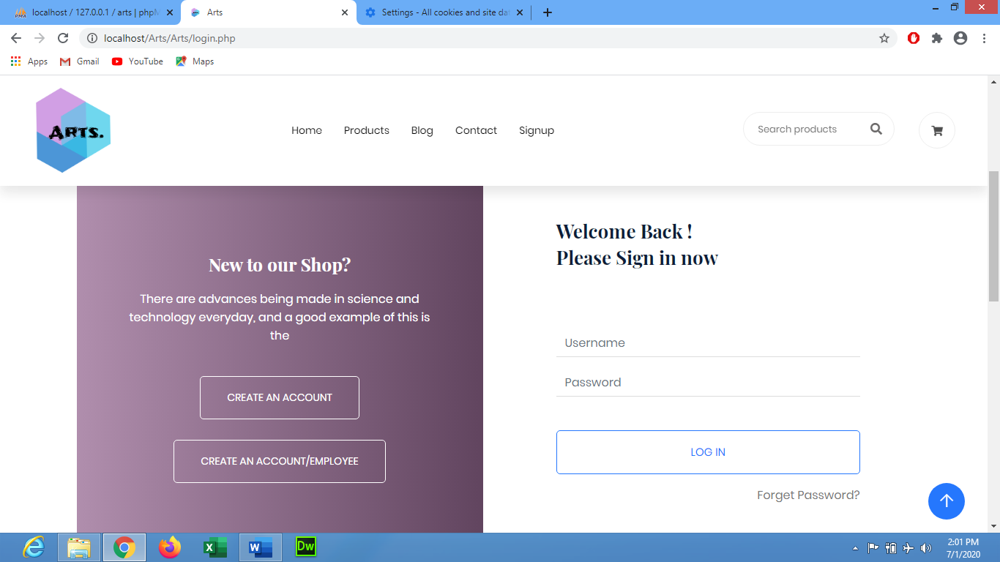 localhost / 127.0.0.1 / arts | phpM
Arts
Settings - All cookies and site dat
localhost/Arts/Arts/login.php
Apps
Gmail
YouTube
Maps
ARTS.
Home
Products
Blog
Contact
Signup
Search products
New to our Shop?
There are advances being made in science and
technology everyday, and a good example of this is
the
CREATE AN ACCOUNT
CREATE AN ACCOUNT/EMPLOYEE
Welcome Back !
Please Sign in now
Username
Password
LOG IN
Forget Password?
Dw
2:01 PM
7/1/2020